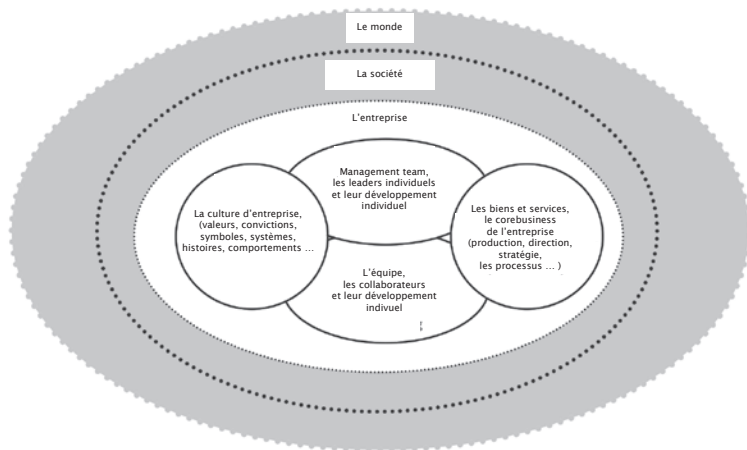 Le monde
La société
L'entreprise
Management team,
les leaders individuels
et leur développement
individuel
La culture d'entreprise,
(valeurs, convictions,
symboles, systèmes,
histoires, comportements ...
Les biens et services,
le corebusiness
de l'entreprise
(production, direction,
stratégie,
les processus ... )
L'équipe,
les collaborateurs
et leur développement
indivuel